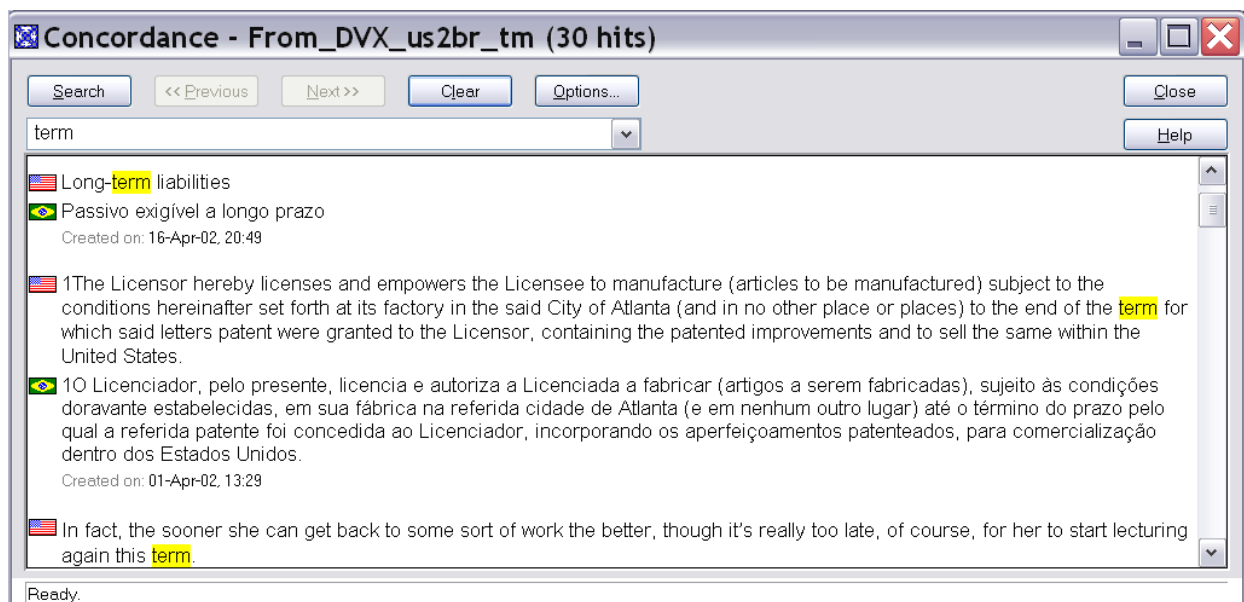 Concordance - From_DVX_us2br_tm (30 hits)
Search << Previous Next >> Clear Options... Close
term Help
Long-term liabilities
Passivo exigível a longo prazo
Created on: 16-Apr-02, 20:49
1The Licensor hereby licenses and empowers the Licensee to manufacture (articles to be manufactured) subject to the
conditions hereinafter set forth at its factory in the said City of Atlanta (and in no other place or places) to the end of the term for
which said letters patent were granted to the Licensor, containing the patented improvements and to sell the same within the
United States.
1O Licenciador, pelo presente, licencia e autoriza a Licenciada a fabricar (artigos a serem fabricadas), sujeito às condições
doravante estabelecidas, em sua fábrica na referida cidade de Atlanta (e em nenhum outro lugar) até o término do prazo pelo
qual a referida patente foi concedida ao Licenciador, incorporando os aperfeiçoamentos patenteados, para comercialização
dentro dos Estados Unidos.
Created on: 01-Apr-02, 13:29
In fact, the sooner she can get back to some sort of work the better, though it's really too late, of course, for her to start lecturing
again this term.
Ready.